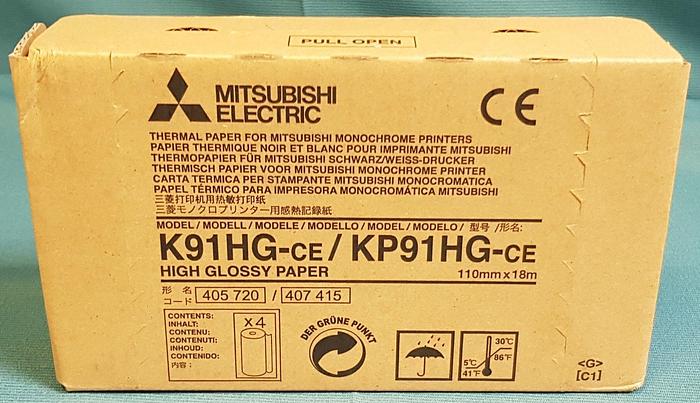 PULL OPEN
MITSUBISHI
ELECTRIC
CE
THERMAL PAPER FOR MITSUBISHI MONOCHROME PRINTERS
PAPIER THERMIQUE NOIR ET BLANC POUR IMPRIMANTE MITSUBISHI
THERMOPAPIER FÜR MITSUBISHI SCHWARZ/WEISS-DRUCKER
THERMISCH PAPIER VOOR MITSUBISHI MONOCHROME PRINTER
CARTA TERMICA PER STAMPANTE MITSUBISHI MONOCROMATICA
PAPEL TÉRMICO PARA IMPRESORA MONOCROMÁTICA MITSUBISHI
三菱打印机用热敏打印纸
三菱モノクロプリンター用感熱記録紙
MODEL / MODELL / MODELE / MODELLO / MODEL / MODELO / 型号 /形名:
K91HG-CE / KP91HG-CE
HIGH GLOSSY PAPER
110mm x 18m
形 名
コード
405 720 / 407 415
CONTENTS:
INHALT:
CONTENU:
CONTENUTI:
INHOUD:
CONTENIDO:
内容:
X4
DER GRÜNE PUNKT
30℃
86°F
5℃
41°F
<G>
[C1]